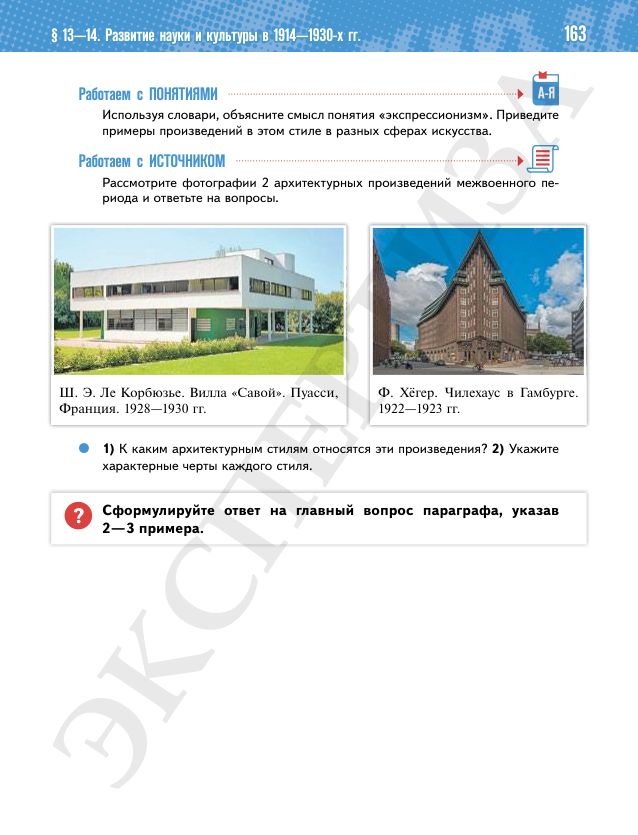 § 13—14. Развитие науки и культуры в 1914—1930-х гг.
163
Работаем с ПОНЯТИЯМИ
А-Я
Используя словари, объясните смысл понятия «экспрессионизм». Приведите
примеры произведений в этом стиле в разных сферах искусства.
Работаем с ИСТОЧНИКОМ
Рассмотрите фотографии 2 архитектурных произведений межвоенного пе-
риода и ответьте на вопросы.
Ш. Э. Ле Корбюзье. Вилла «Савой». Пуасси,
Франция. 1928—1930 гг.
Ф. Хёгер. Чилехаус в Гамбурге.
1922—1923 гг.
1) К каким архитектурным стилям относятся эти произведения? 2) Укажите
характерные черты каждого стиля.
?
Сформулируйте ответ на главный вопрос параграфа, указав
2—3 примера.
ЭКСПЕРТИЗА